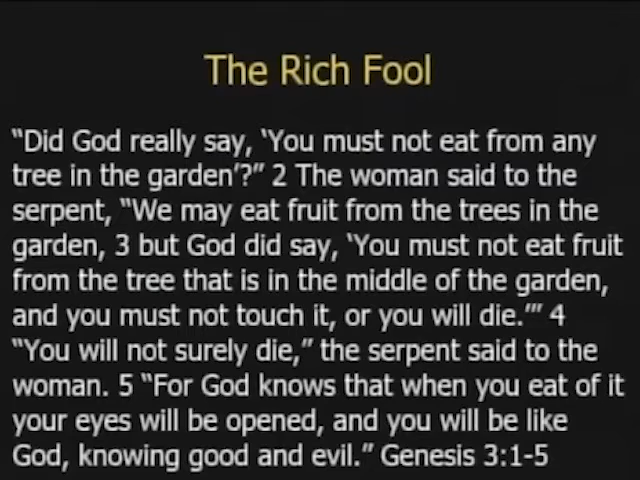 The Rich Fool
“Did God really say, ‘You must not eat from any
tree in the garden’?” 2 The woman said to the
serpent, “We may eat fruit from the trees in the
garden, 3 but God did say, ‘You must not eat fruit
from the tree that is in the middle of the garden,
and you must not touch it, or you will die.’” 4
“You will not surely die,” the serpent said to the
woman. 5 “For God knows that when you eat of it
your eyes will be opened, and you will be like
God, knowing good and evil.” Genesis 3:1-5